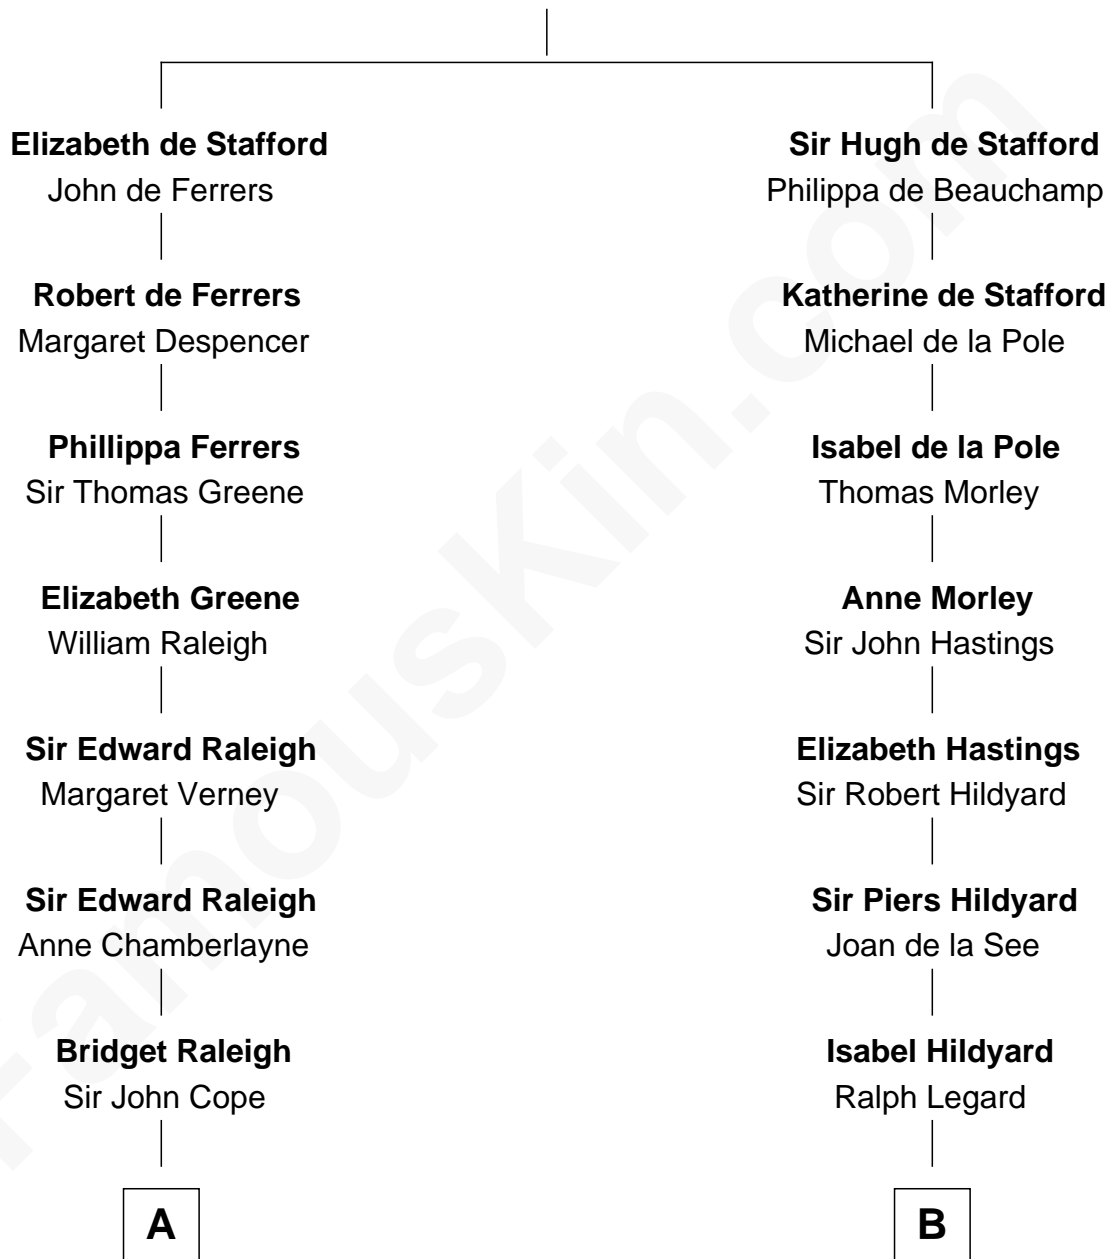 Elizabeth de Stafford
John de Ferrers
Robert de Ferrers
Margaret Despencer
Phillippa Ferrers
Sir Thomas Greene
Elizabeth Greene
William Raleigh
Sir Edward Raleigh
Margaret Verney
Sir Edward Raleigh
Anne Chamberlayne
Bridget Raleigh
Sir John Cope
A
Sir Hugh de Stafford
Philippa de Beauchamp
Katherine de Stafford
Michael de la Pole
Isabel de la Pole
Thomas Morley
Anne Morley
Sir John Hastings
Elizabeth Hastings
Sir Robert Hildyard
Sir Piers Hildyard
Joan de la See
Isabel Hildyard
Ralph Legard
B
FamousKin.com